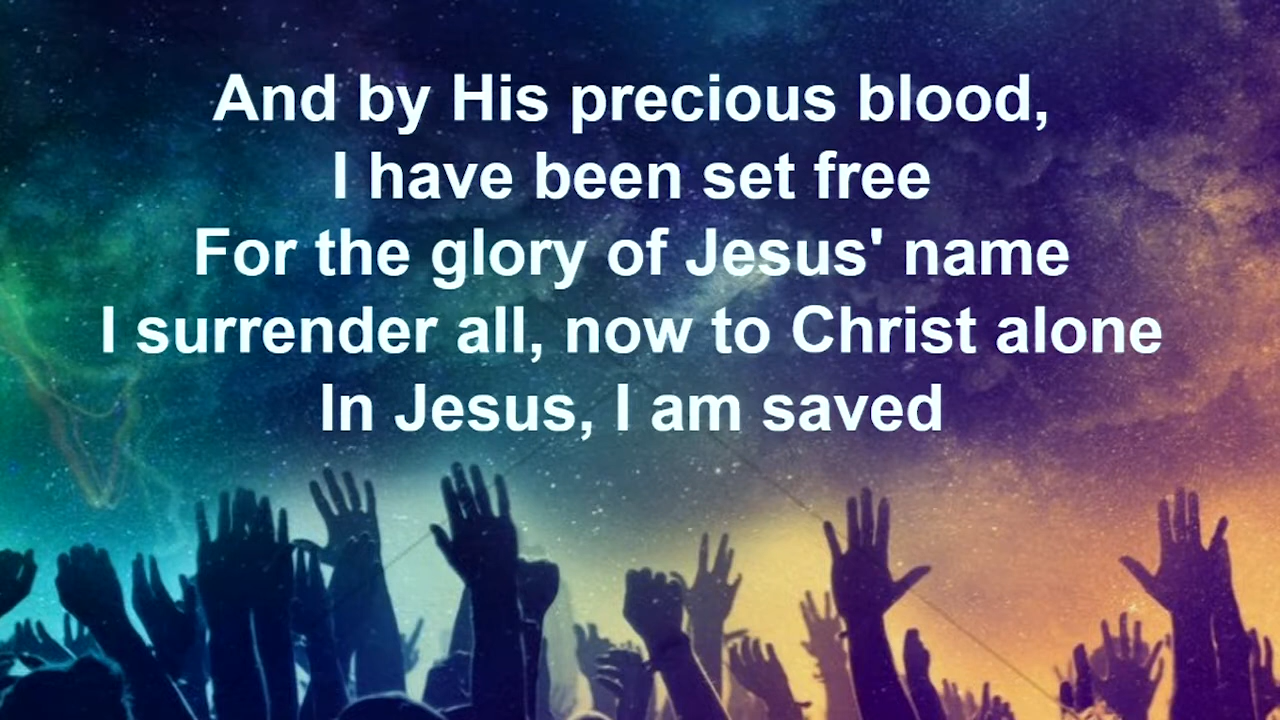 And by His precious blood,
I have been set free
For the glory of Jesus' name
I surrender all, now to Christ alone
In Jesus, I am saved